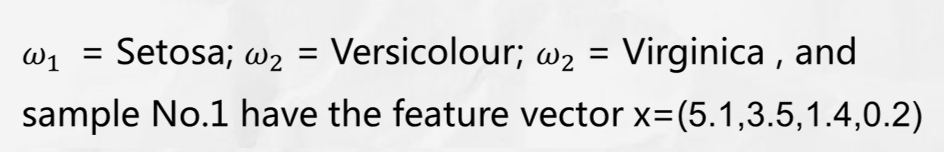 ω₁ = Setosa; ω₂ = Versicolour; ω₂ = Virginica , and
sample No.1 have the feature vector x=(5.1,3.5,1.4,0.2)